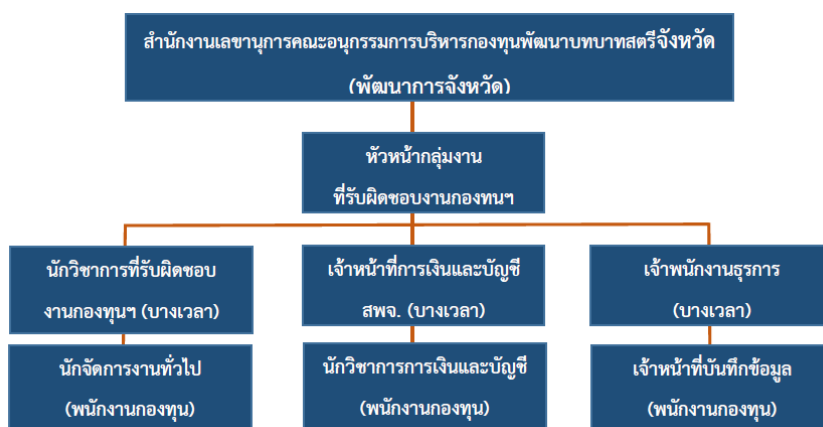 สำนักงานเลขานุการคณะอนุกรรมการบริหารกองทุนพัฒนาบทบาทสตรีจังหวัด
(พัฒนาการจังหวัด)
หัวหน้ากลุ่มงาน
ที่รับผิดชอบงานกองทนฯ
นักวิชาการที่รับผิดชอบ
งานกองทุนฯ (บางเวลา)
เจ้าหน้าที่การเงินและบัญชี
สพจ. (บางเวลา)
เจ้าพนักงานธุรการ
(บางเวลา)
นักจัดการงานทั่วไป
(พนักงานกองทุน)
นักวิชาการการเงินและบัญชี
(พนักงานกองทุน)
เจ้าหน้าที่บันทึกข้อมูล
(พนักงานกองทุน)